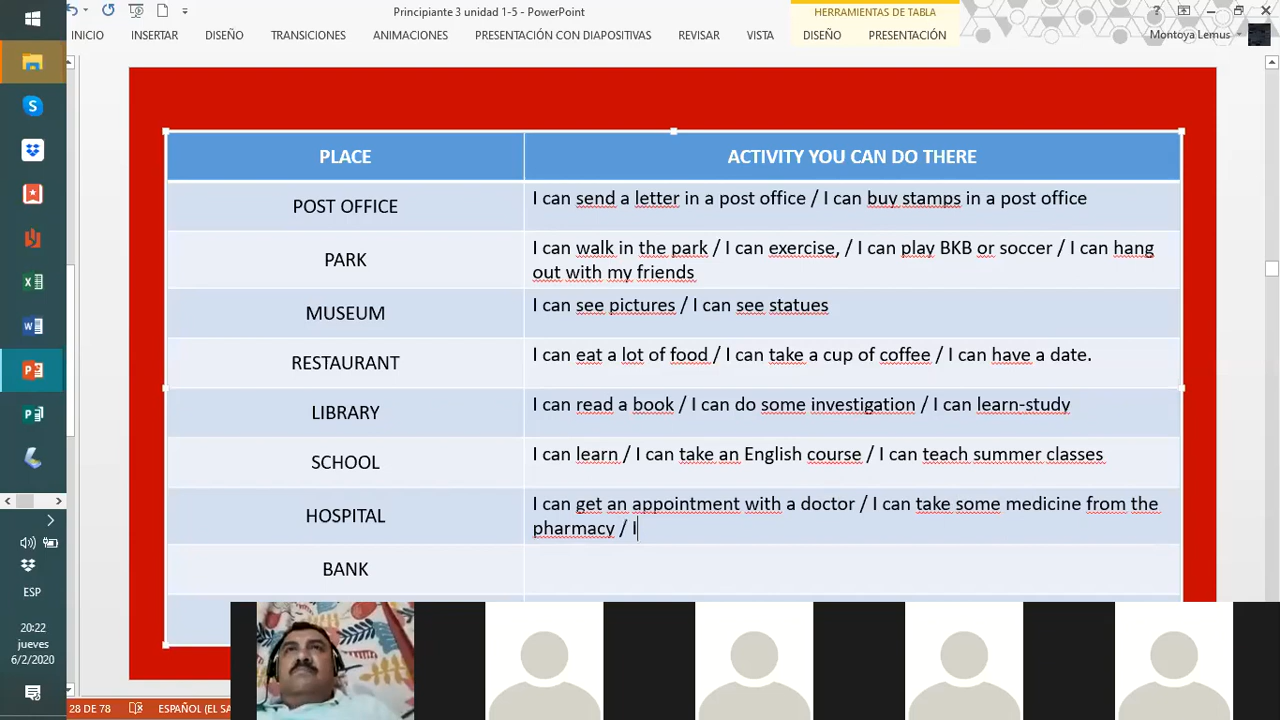 Principiante 3 unidad 1-5 - PowerPoint
HERRAMIENTAS DE TABLA
?
INICIO INSERTAR DISEÑO TRANSICIONES ANIMACIONES PRESENTACIÓN CON DIAPOSITIVAS REVISAR VISTA DISEÑO PRESENTACIÓN Montoya Lemus
PLACE ACTIVITY YOU CAN DO THERE
POST OFFICE I can send a letter in a post office / I can buy stamps in a post office
PARK I can walk in the park / I can exercise, / I can play BKB or soccer / I can hang
out with my friends
MUSEUM I can see pictures / I can see statues
RESTAURANT I can eat a lot of food / I can take a cup of coffee / I can have a date.
LIBRARY I can read a book / I can do some investigation / I can learn-study
SCHOOL I can learn / I can take an English course / I can teach summer classes
HOSPITAL I can get an appointment with a doctor / I can take some medicine from the
pharmacy / I
BANK
ESP
20:22
jueves
6/2/2020
28 DE 78 ESPAÑOL (EL SA